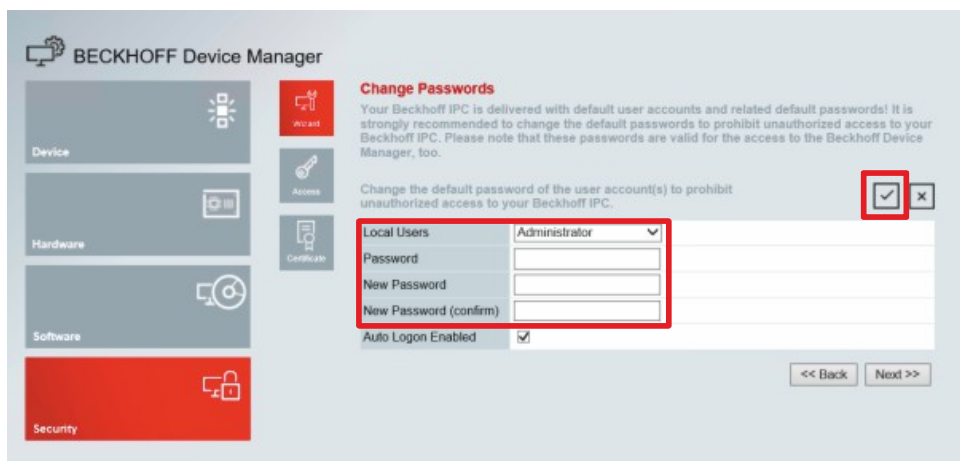 BECKHOFF Device Manager
Device
Hardware
Software
Security
Wizard
Access
Certificate
Change Passwords
Your Beckhoff IPC is delivered with default user accounts and related! default passwords! It is
strongly recommended to change the default passwords to prohibit unauthorized access to your
Beckhoff IPC. Please note that these passwords are valid for the access to the Beckhoff Device
Manager, too.
Change the default password of the user account(s) to prohibit
unauthorized access to your Beckhoff IPC.
Local Users Administrator
Password
New Password
New Password (confirm)
Auto Logon Enabled
<< Back Next >>